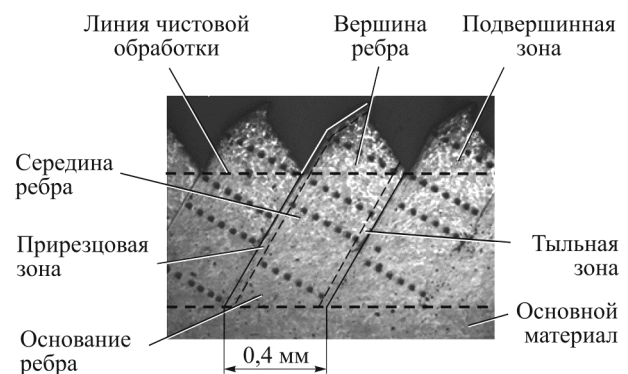 Линия чистовой
обработки
Вершина
ребра
Подвершинная
зона
Середина
ребра
Прирезцовая
зона
Тыльная
зона
Основание
ребра
0,4 мм
Основной
материал